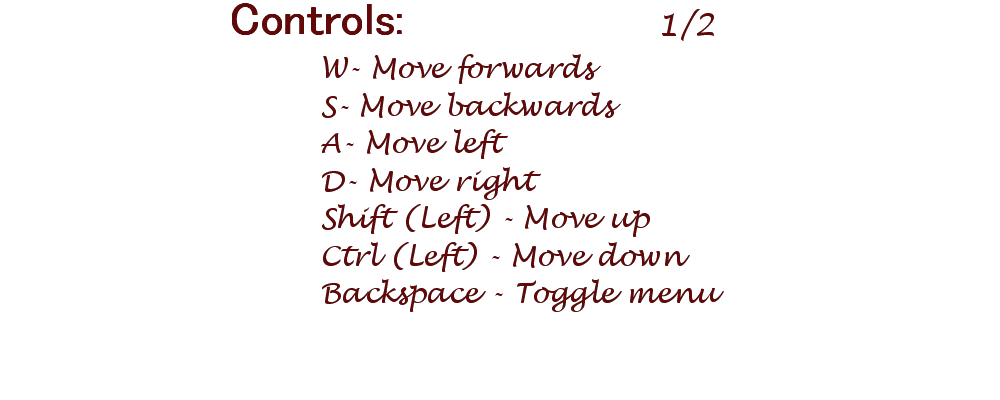 Controls: 1/2
W- Move forwards
S- Move backwards
A- Move left
D- Move right
Shift (Left) - Move up
Ctrl (Left) - Move down
Backspace - Toggle menu